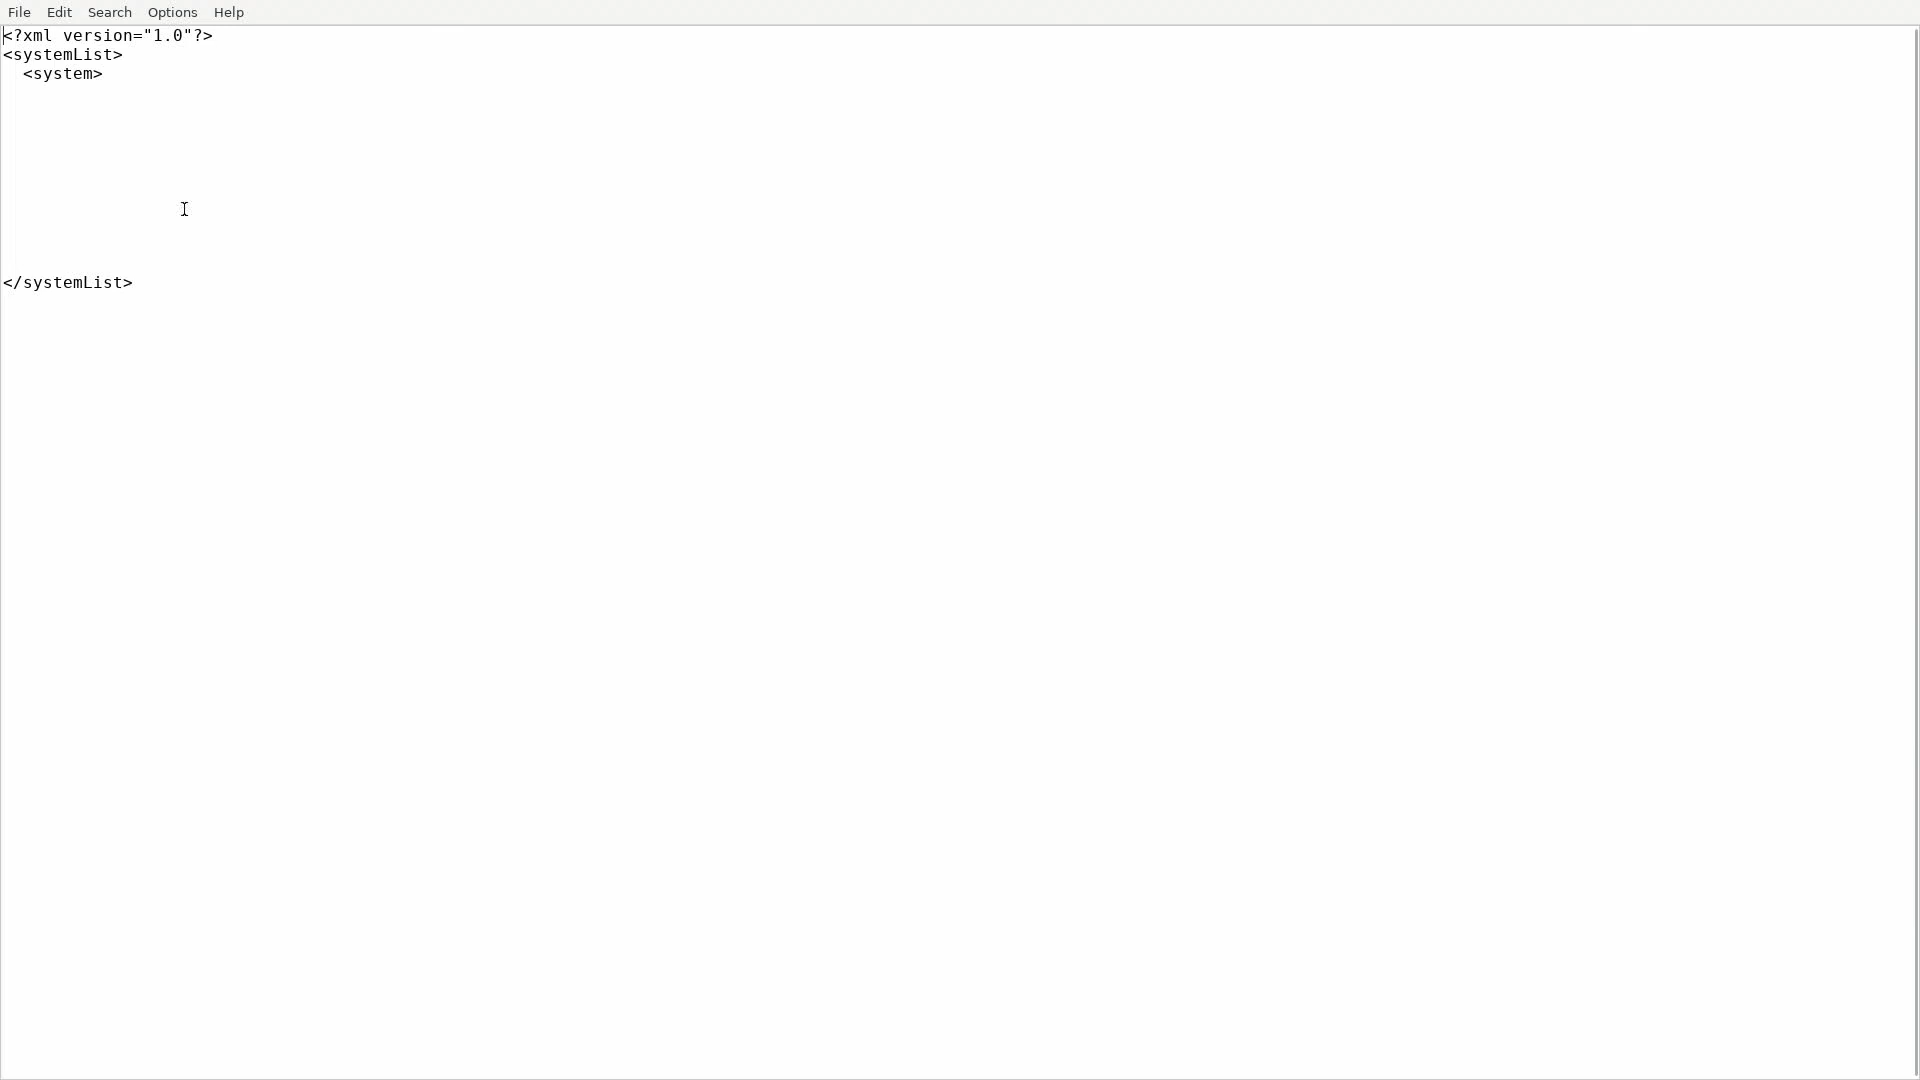 File Edit Search Options Help
<?xml version="1.0"?>
<systemList>
  <system>
</systemList>